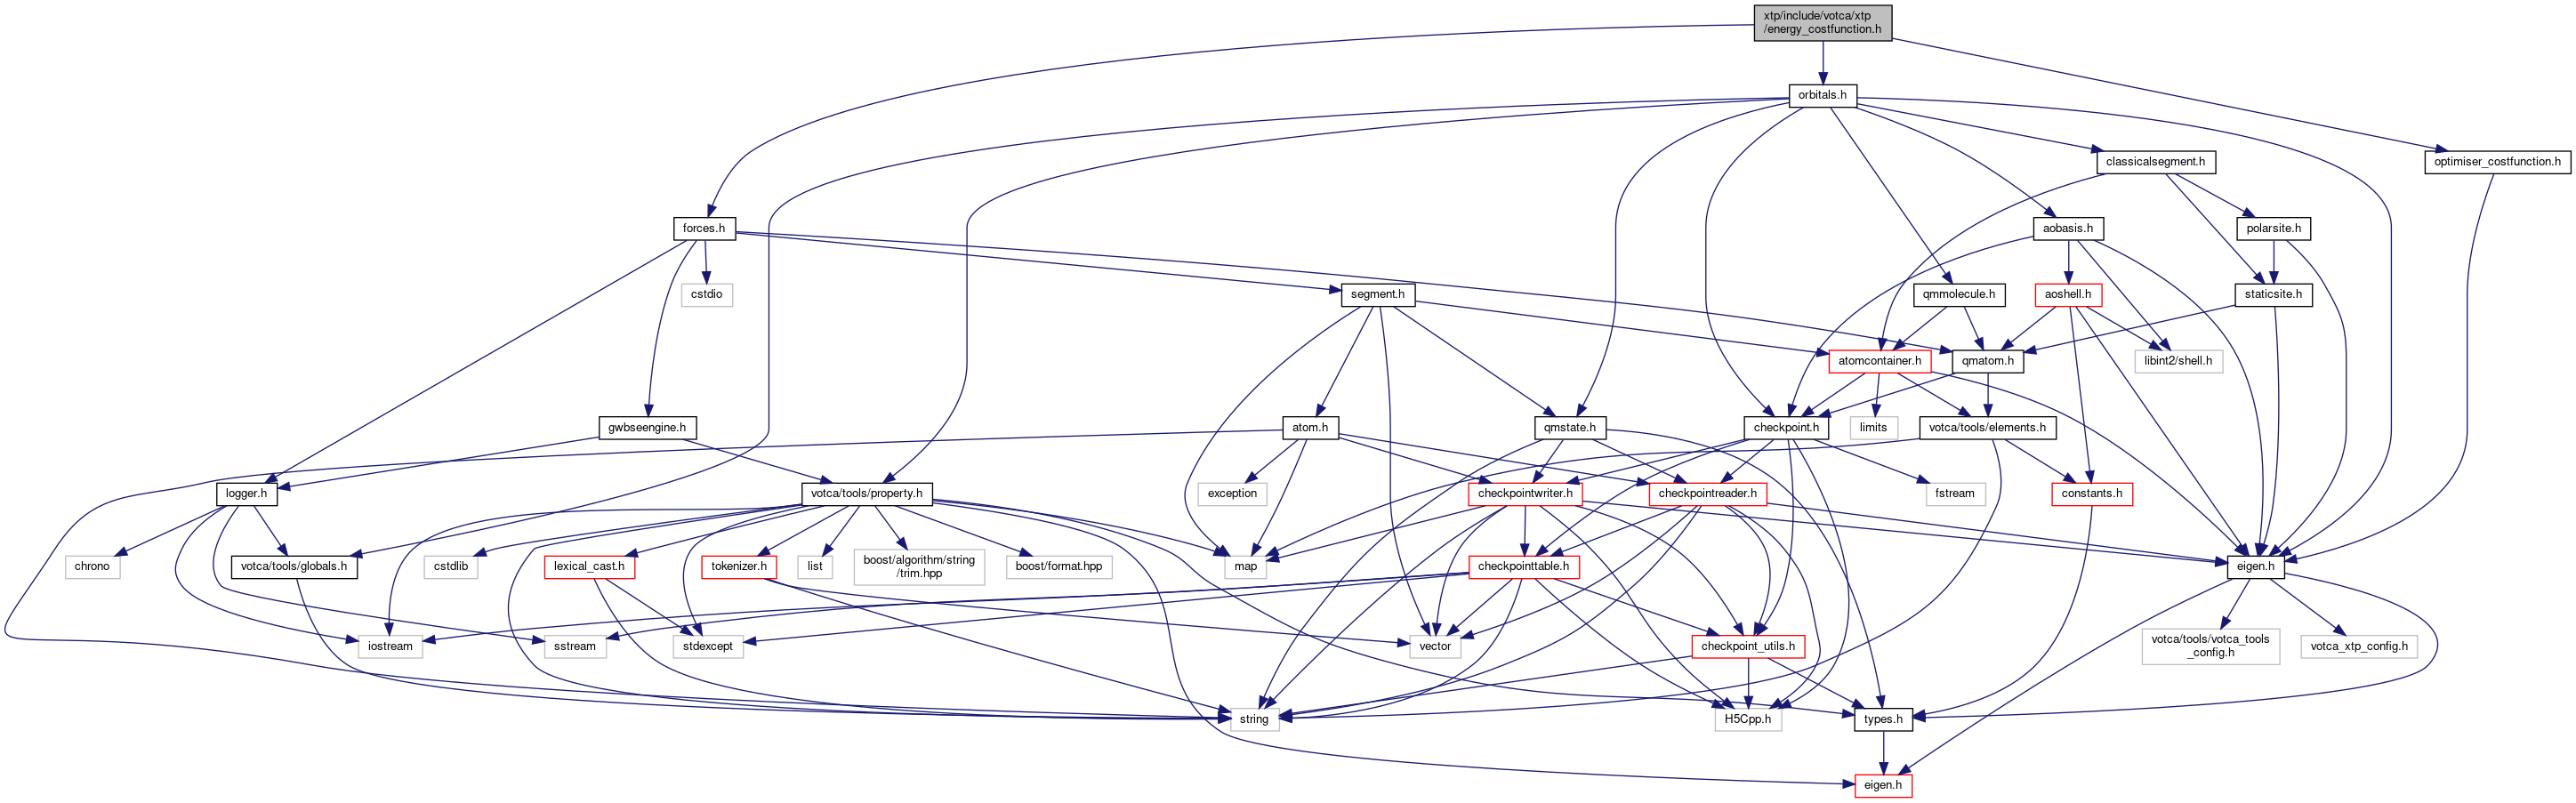 xtp/include/votca/xtp
/energy_costfunction.h
orbitals.h
classicalsegment.h
optimiser_costfunction.h
forces.h
aobasis.h
polarsite.h
cstdio
segment.h
qmmolecule.h
aoshell.h
staticsite.h
atomcontainer.h
qmatom.h
libint2/shell.h
gwbseengine.h
atom.h
qmstate.h
checkpoint.h
limits
votca/tools/elements.h
logger.h
votca/tools/property.h
exception
checkpointwriter.h
checkpointreader.h
fstream
constants.h
chrono
votca/tools/globals.h
cstdlib
lexical_cast.h
tokenizer.h
list
boost/algorithm/string
/trim.hpp
boost/format.hpp
map
checkpointtable.h
eigen.h
iostream
sstream
stdexcept
vector
checkpoint_utils.h
votca/tools/votca_tools
_config.h
votca_xtp_config.h
string
H5Cpp.h
types.h
eigen.h